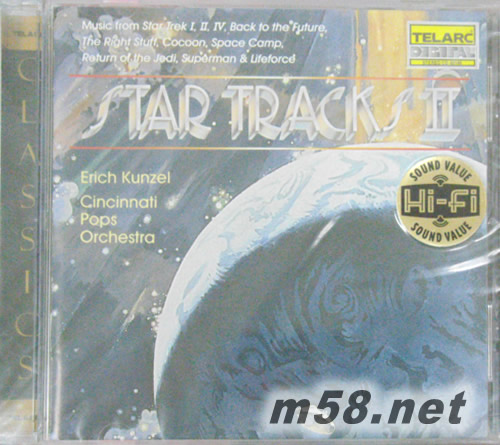 Music from Star Trek I, II, IV, Back to the Future,
The Right Stuff, Cocoon, Space Camp,
Return of the Jedi, Superman & Lifeforce
TELARC
DIGITAL
STAR TRACKS II
Erich Kunzel
Cincinnati
Pops
Orchestra
SOUND VALUE
Hi-Fi
SOUND VALUE
TELARC
CLASSICS
m58.net